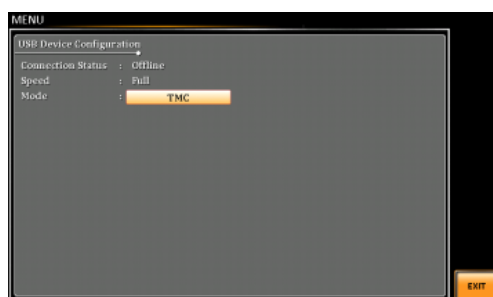 MENU
USB Device Configuration
Connection Status : Offline
Speed : Full
Mode : TMC
EXIT